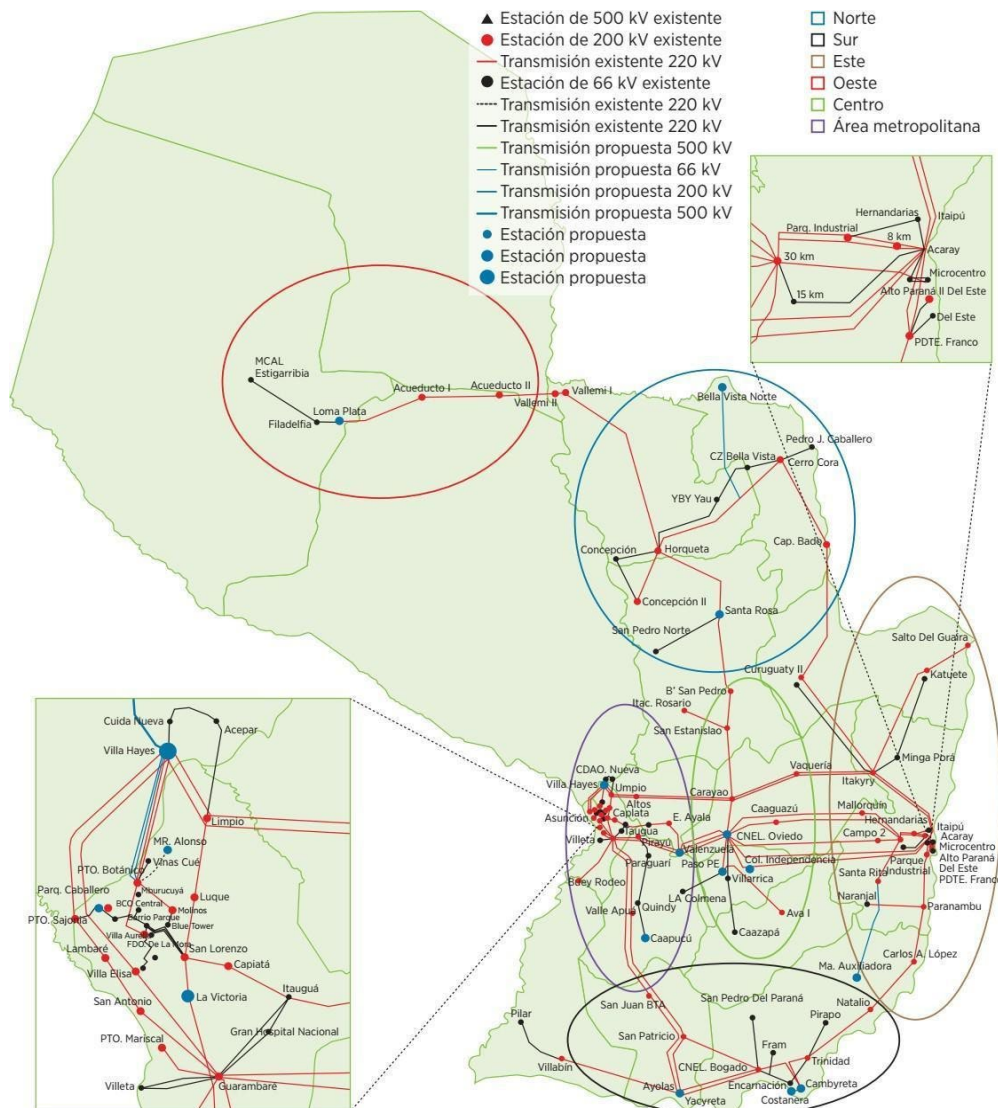 Estación de 500 kV existente
Estación de 200 kV existente
Transmisión existente 220 kV
Estación de 66 kV existente
Transmisión existente 220 kV
Transmisión existente 220 kV
Transmisión propuesta 500 kV
Transmisión propuesta 66 kV
Transmisión propuesta 200 kV
Transmisión propuesta 500 kV
Estación propuesta
Estación propuesta
Estación propuesta
Norte
Sur
Este
Oeste
Centro
Área metropolitana
Hernandarias
Itaipú
Parq. Industrial
8 km
Acaray
30 km
Microcentro
15 km
Alto Paraná II Del Este
Del Este
PDTE. Franco
MCAL
Estigarribia
Acueducto I
Acueducto II
Vallemi I
Vallemi II
Loma Plata
Filadelfia
Bella Vista Norte
Pedro J. Caballero
CZ Bella Vista
Cerro Cora
YBY Yau
Cap. Bado
Concepción
Horqueta
Concepción II
Santa Rosa
San Pedro Norte
Salto Del Guaira
Curuguaty II
Katuete
B' San Pedro
Itac. Rosario
San Estanislao
Minga Porá
Vaquería
Itakyry
CDAO. Nueva
Villa Hayes
Umpio
Altos
Carayao
Mallorquín
Caaguazú
Hernandarias
Itaipú
Asunción
Caplata
E. Ayala
CNEL. Oviedo
Campo 2
Acaray
Taugua
Microcentro
Villeta
Pirayú
Valenzuela
Paso PE
Col. Independencia
Parque
Industrial
Alto Paraná
Del Este
PDTE. Franco
Paraguarí
Villarrica
Santa Rita
Buey Rodeo
LA Colmena
Naranjal
Quindy
Valle Apuá
Ava I
Paranambu
Caapucú
Caazapá
Carlos A. López
Ma. Auxiliadora
San Juan BTA
San Pedro Del Paraná
Natalio
Pilar
Pirapo
San Patricio
Fram
Villabín
CNEL. Bogado
Trinidad
Ayolas
Encarnación
Cambyreta
Yacyreta
Costanera
Cuida Nueva
Acepar
Villa Hayes
Limpio
MR. Alonso
Vinas Cué
PTO. Botánico
Mburucuyá
Parq. Caballero
BCO Central
Molinos
Luque
Barrio Parque
PTO. Sajonia
Blue Tower
Villa Aurelia
FDO. De La Mora
San Lorenzo
Lambaré
Capiatá
Villa Elisa
Itauguá
La Victoria
San Antonio
Gran Hospital Nacional
PTO. Mariscal
Villeta
Guarambaré